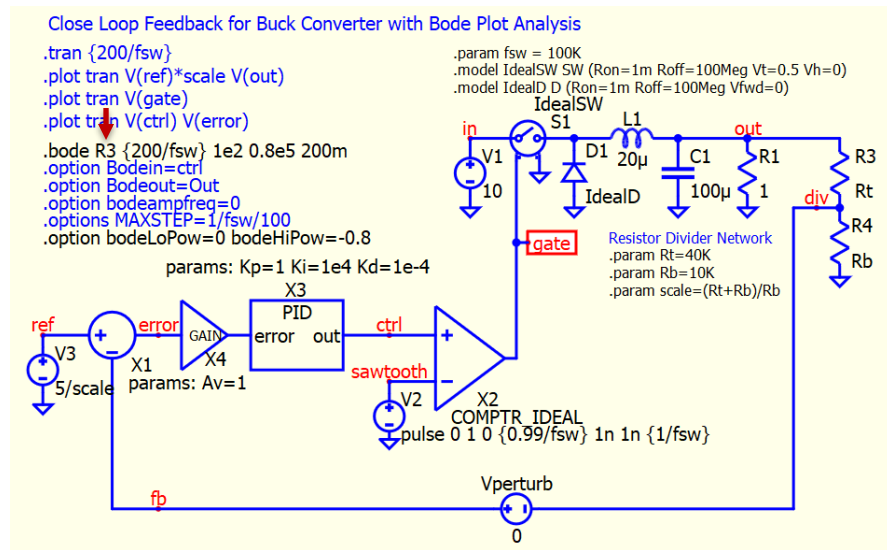 Close Loop Feedback for Buck Converter with Bode Plot Analysis
.tran {200/fsw}
.plot tran V(ref)*scale V(out)
.plot tran V(gate)
.plot tran V(ctrl) V(error)
.bode R3 {200/fsw} 1e2 0.8e5 200m
.option Bodein=ctrl
.option Bodeout=Out
.option bodeampfreq=0
.options MAXSTEP=1/fsw/100
.option bodeLoPow=0 bodeHiPow=-0.8
.param fsw = 100K
.model IdealSW SW (Ron=1m Roff=100Meg Vt=0.5 Vh=0)
.model IdealD D (Ron=1m Roff=100Meg Vfwd=0)
IdealSW
in
S1
L1
out
V1
10
D1
20µ
IdealD
C1
100µ
R1
1
R3
Rt
div
R4
Rb
gate
Resistor Divider Network
.param Rt=40K
.param Rb=10K
.param scale=(Rt+Rb)/Rb
params: Kp=1 Ki=1e4 Kd=1e-4
X3
PID
error out
ref
V3
5/scale
+
−
error
X1
GAIN
X4
params: Av=1
ctrl
sawtooth
V2
+
−
X2
COMPTR_IDEAL
pulse 0 1 0 {0.99/fsw} 1n 1n {1/fsw}
fb
Vperturb
0